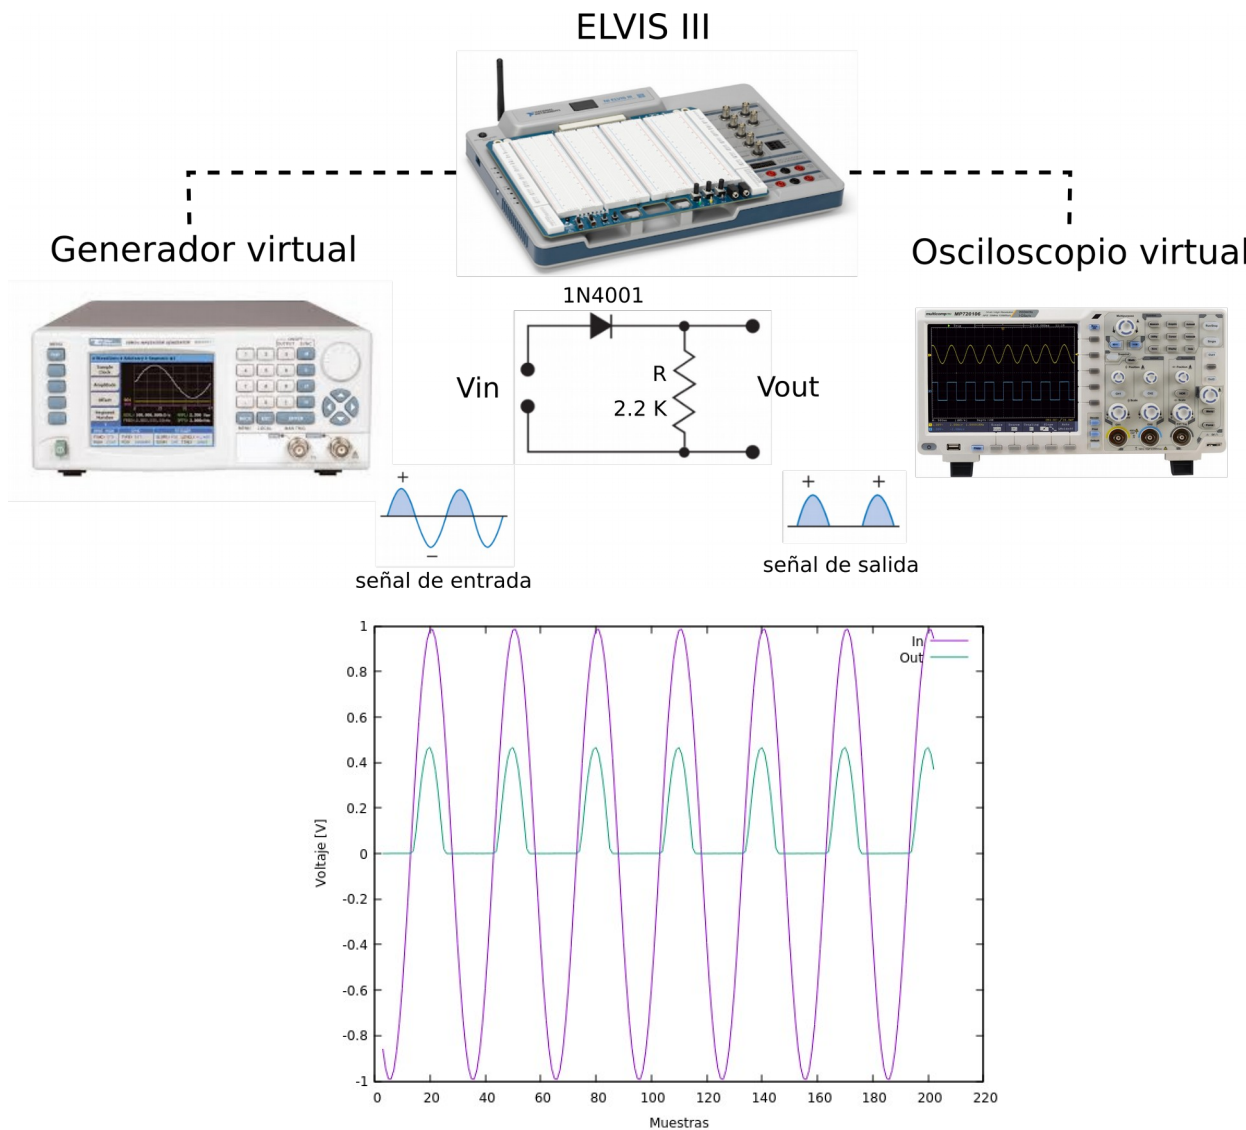 ELVIS III
Generador virtual
Osciloscopio virtual
1N4001
Vin
R
2.2 K
Vout
+
−
señal de entrada
+ +
señal de salida
In
Out
1
0.8
0.6
0.4
0.2
0
-0.2
-0.4
-0.6
-0.8
-1
Voltaje [V]
0 20 40 60 80 100 120 140 160 180 200 220
Muestras